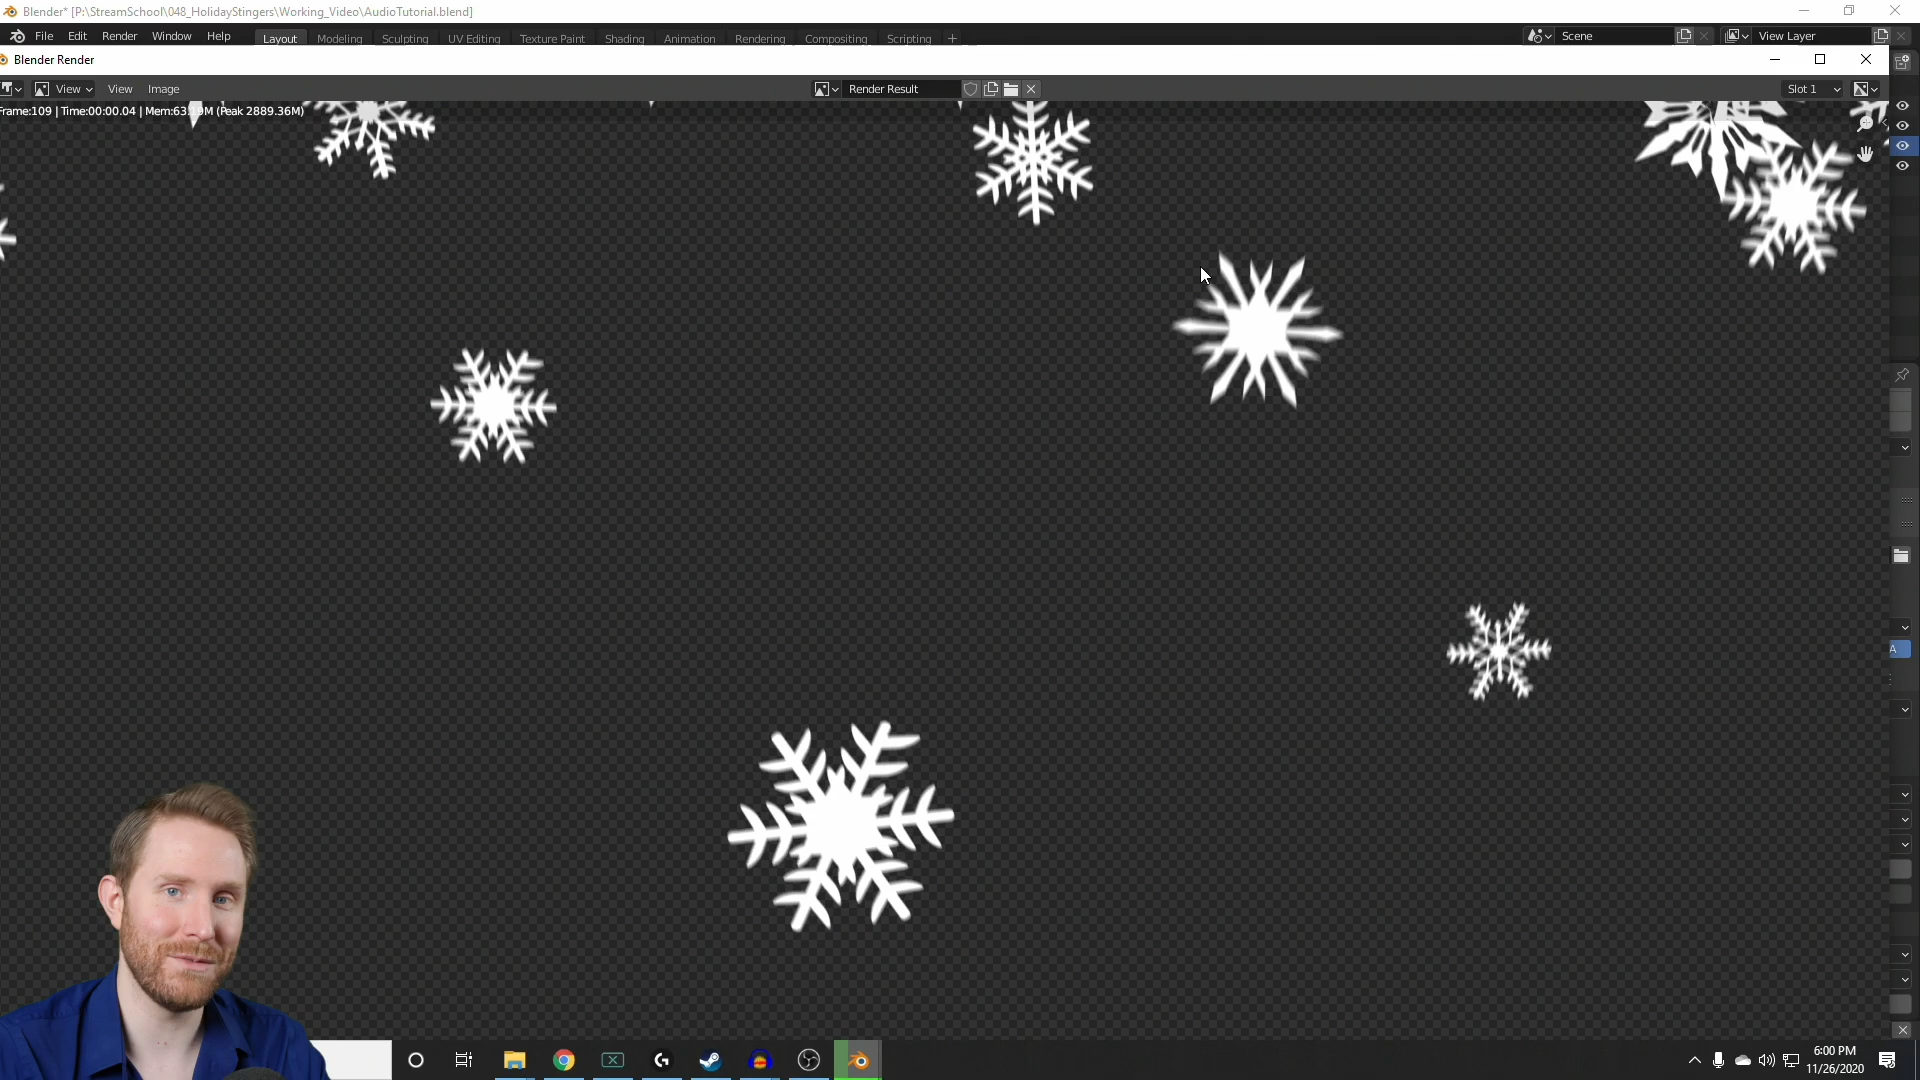 Blender* [P:\StreamSchool\048_HolidayStingers\Working_Video\AudioTutorial.blend]
File Edit Render Window Help Layout Modeling Sculpting UV Editing Texture Paint Shading Animation Rendering Compositing Scripting + Scene View Layer
Blender Render
View View Image Render Result Slot 1
Frame:109 | Time:00:00.04 | Mem:63.19M (Peak 2889.36M)
A
6:00 PM
11/26/2020